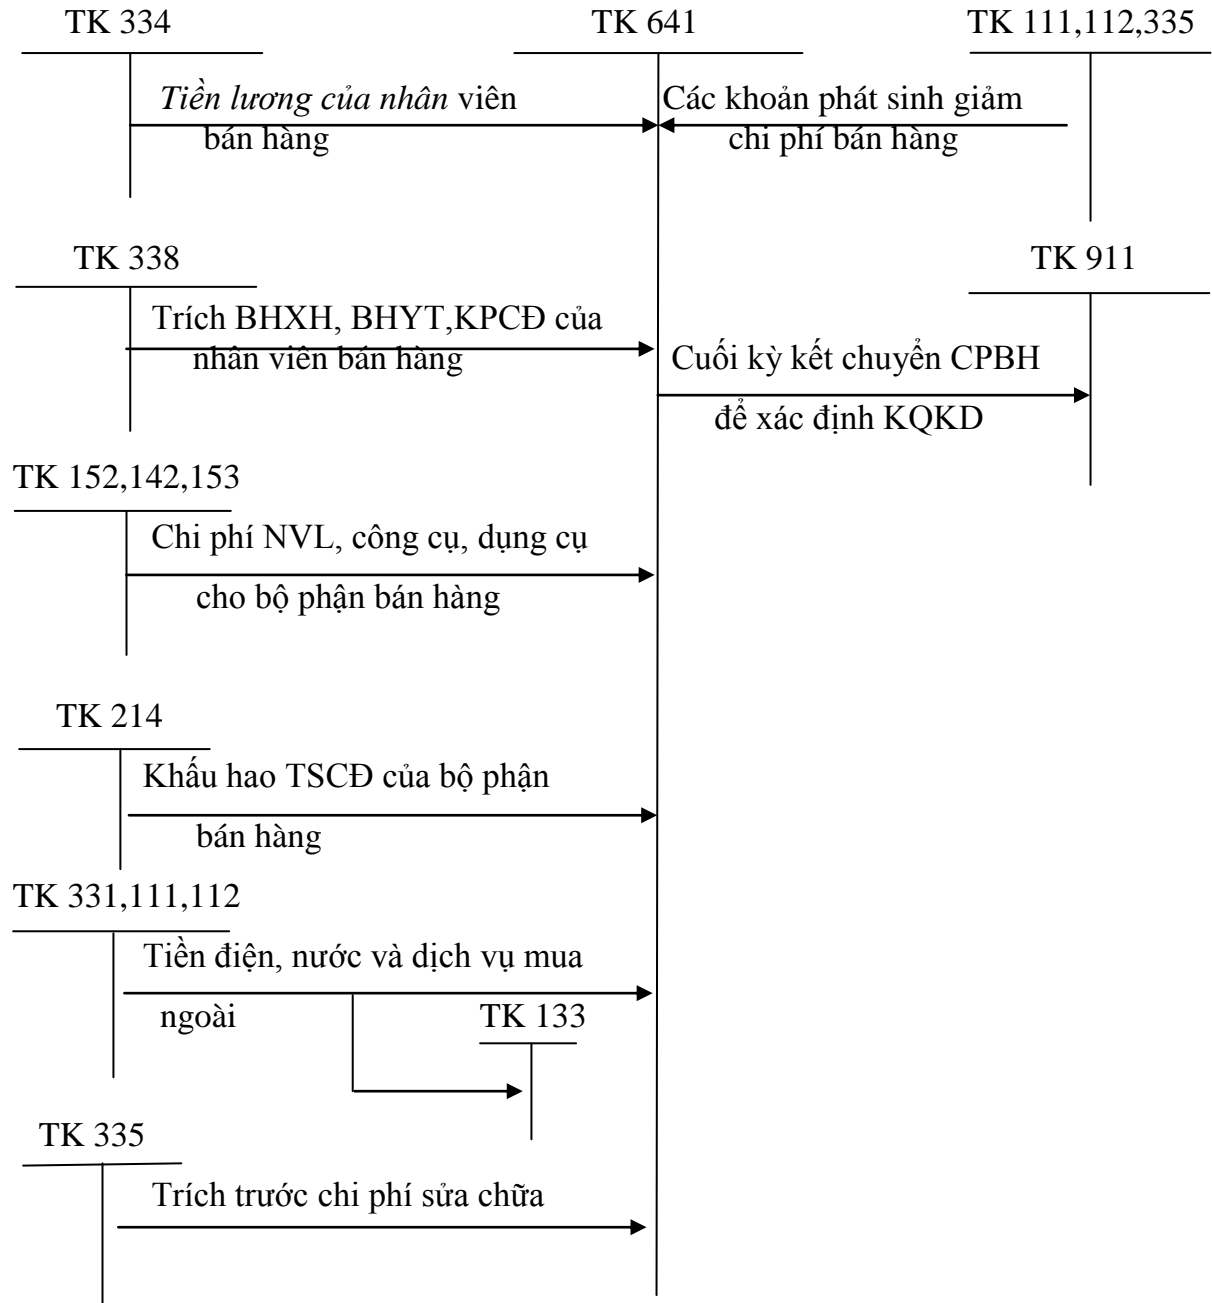 TK 334
TK 641
TK 111,112,335
Tiền lương của nhân viên
bán hàng
Các khoản phát sinh giảm
chi phí bán hàng
TK 338
TK 911
Trích BHXH, BHYT,KPCĐ của
nhân viên bán hàng
Cuối kỳ kết chuyển CPBH
để xác định KQKD
TK 152,142,153
Chi phí NVL, công cụ, dụng cụ
cho bộ phận bán hàng
TK 214
Khấu hao TSCĐ của bộ phận
bán hàng
TK 331,111,112
Tiền điện, nước và dịch vụ mua
ngoài
TK 133
TK 335
Trích trước chi phí sửa chữa